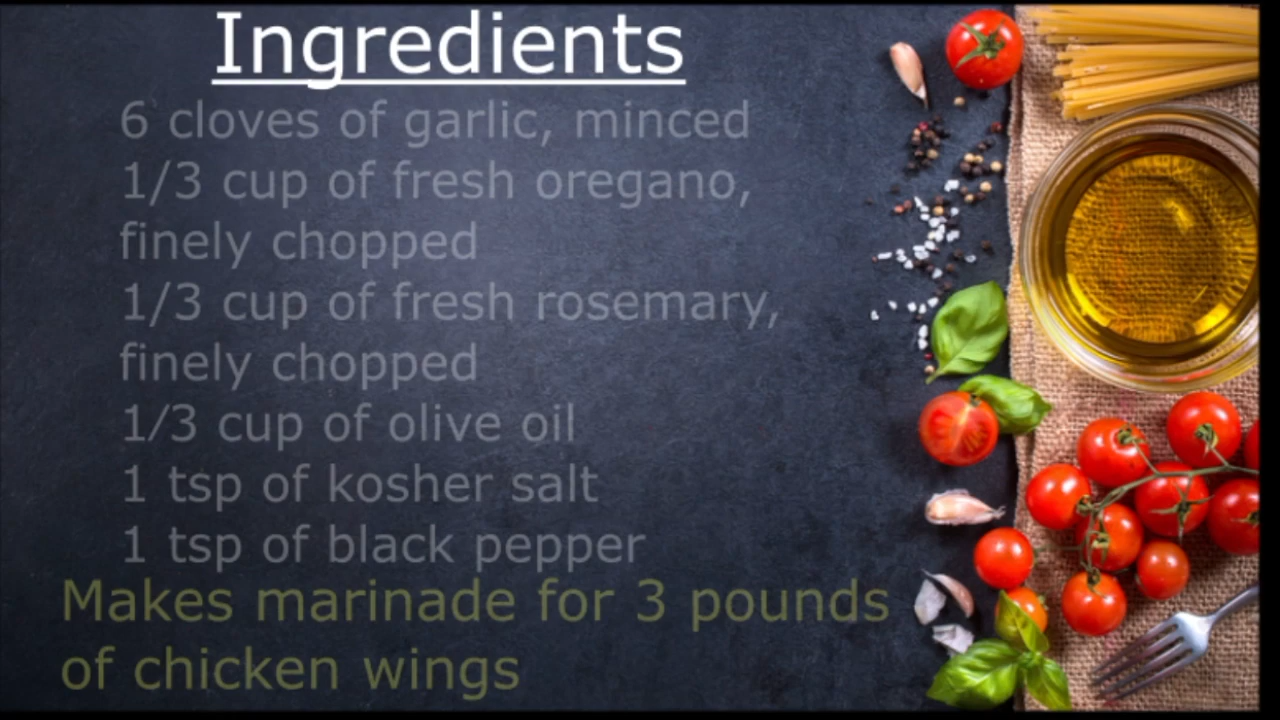 Ingredients
6 cloves of garlic, minced
1/3 cup of fresh oregano,
finely chopped
1/3 cup of fresh rosemary,
finely chopped
1/3 cup of olive oil
1 tsp of kosher salt
1 tsp of black pepper
Makes marinade for 3 pounds
of chicken wings